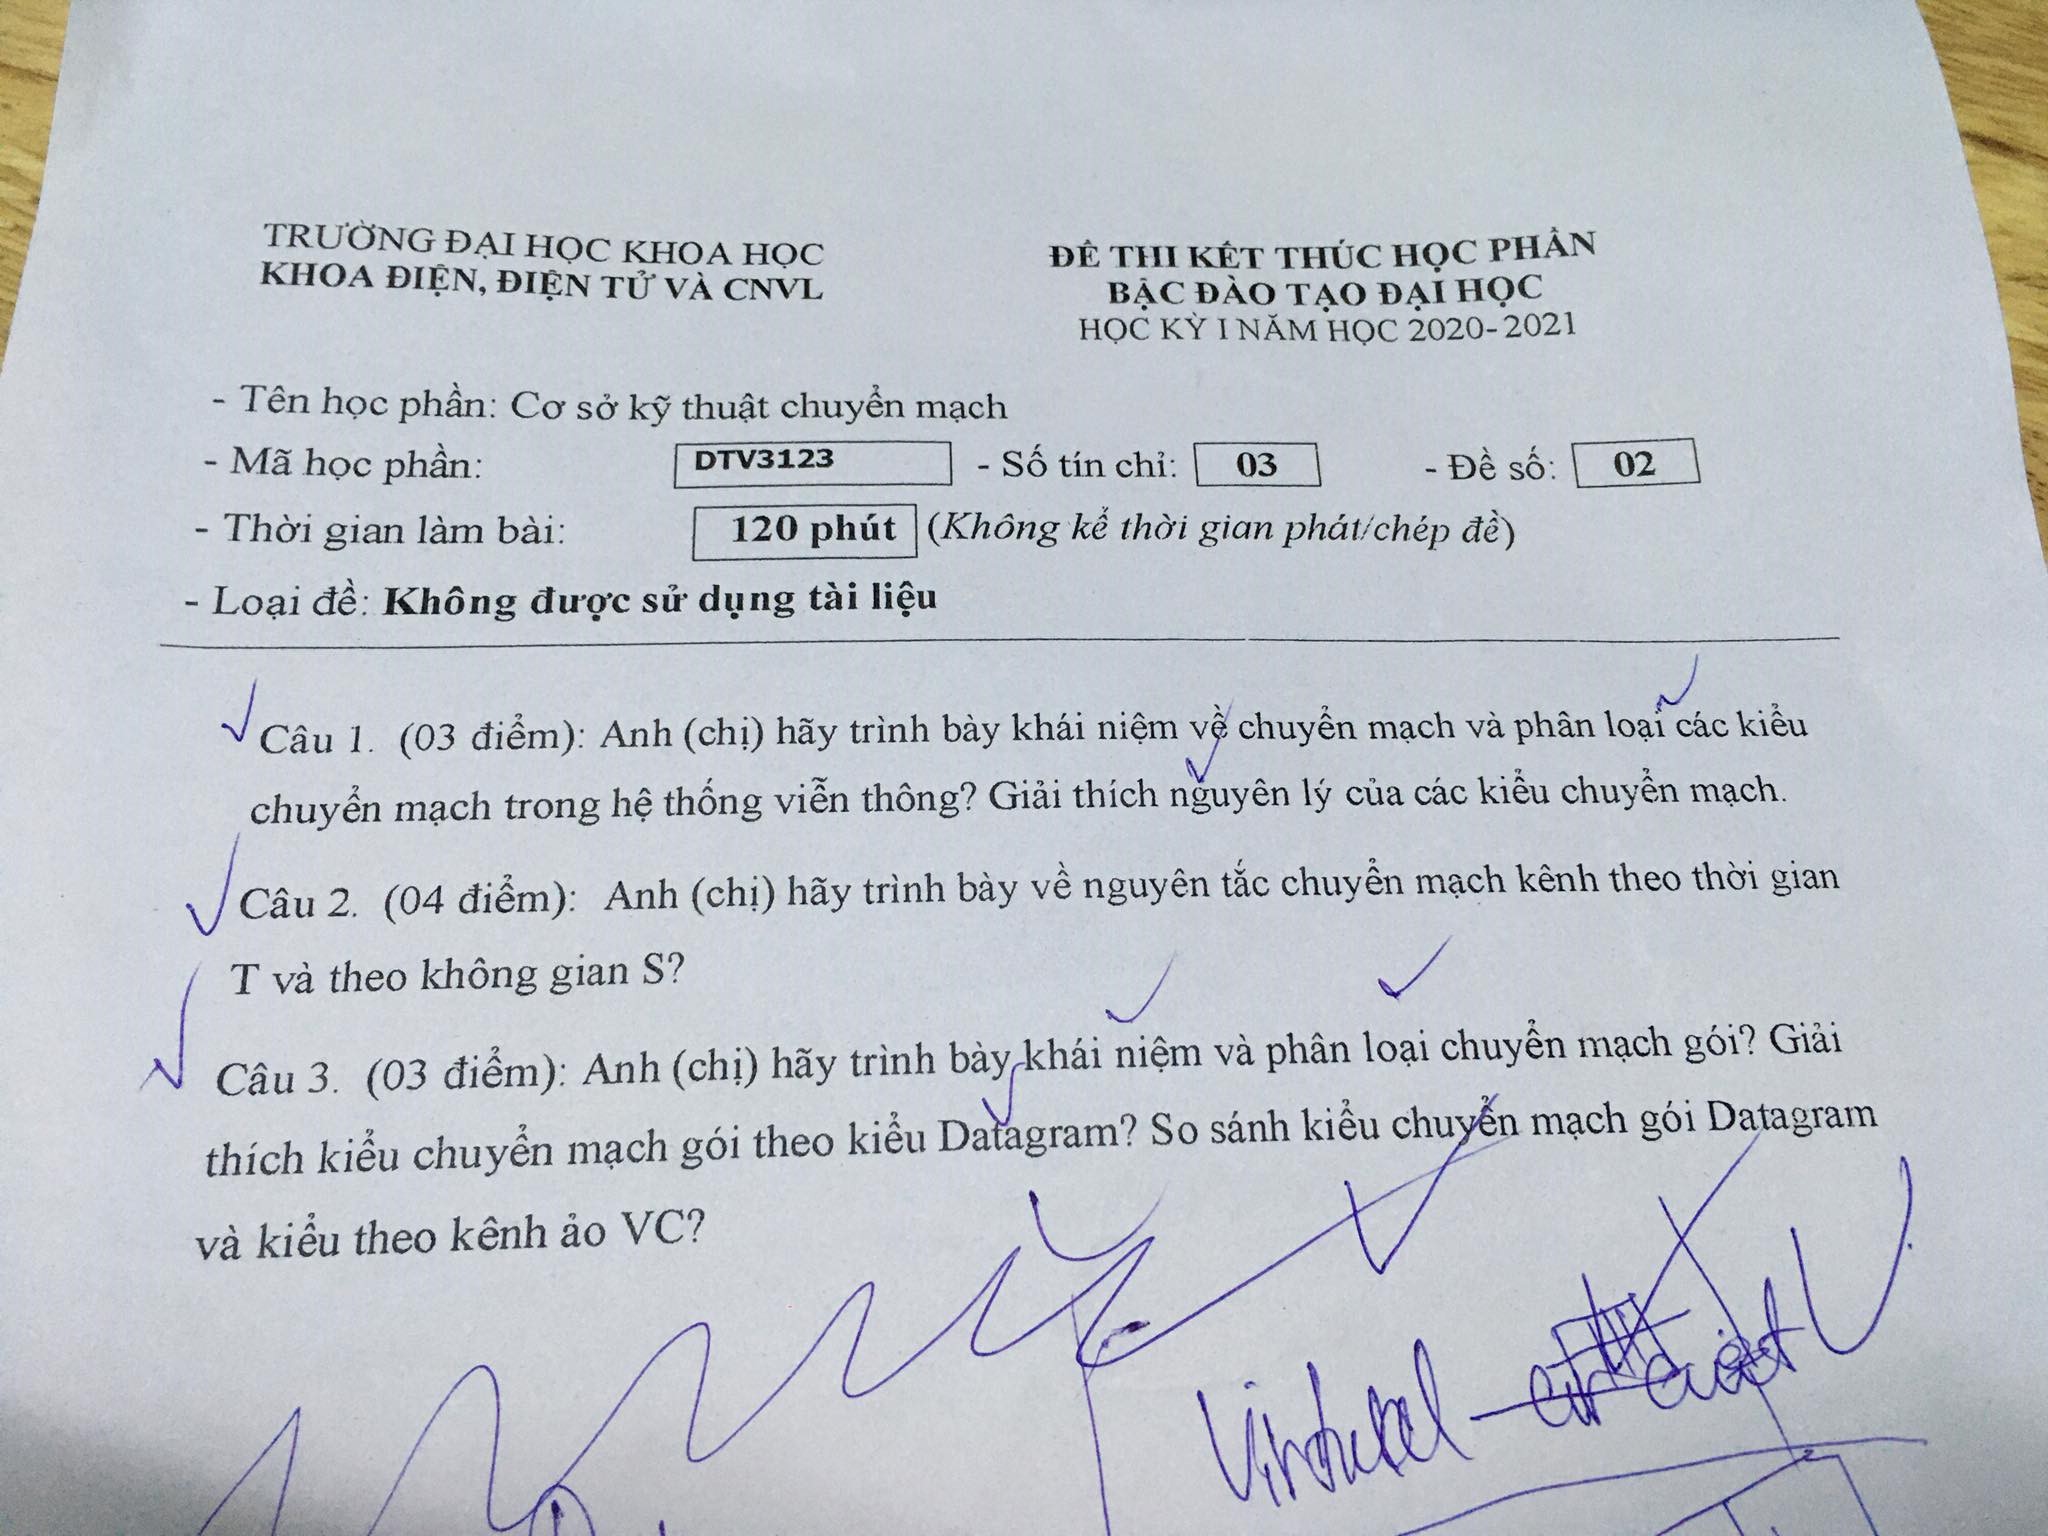 TRƯỜNG ĐẠI HỌC KHOA HỌC
KHOA ĐIỆN, ĐIỆN TỬ VÀ CNVL
ĐỀ THI KẾT THÚC HỌC PHẦN
BẬC ĐÀO TẠO ĐẠI HỌC
HỌC KỲ I NĂM HỌC 2020-2021
- Tên học phần: Cơ sở kỹ thuật chuyển mạch
- Mã học phần: DTV3123 - Số tín chỉ: 03 - Đề số: 02
- Thời gian làm bài: 120 phút (Không kể thời gian phát/chép đề)
- Loại đề: Không được sử dụng tài liệu
Câu 1. (03 điểm): Anh (chị) hãy trình bày khái niệm về chuyển mạch và phân loại các kiểu
chuyển mạch trong hệ thống viễn thông? Giải thích nguyên lý của các kiểu chuyển mạch.
Câu 2. (04 điểm): Anh (chị) hãy trình bày về nguyên tắc chuyển mạch kênh theo thời gian
T và theo không gian S?
Câu 3. (03 điểm): Anh (chị) hãy trình bày khái niệm và phân loại chuyển mạch gói? Giải
thích kiểu chuyển mạch gói theo kiểu Datagram? So sánh kiểu chuyển mạch gói Datagram
và kiểu theo kênh ảo VC?
Virtual